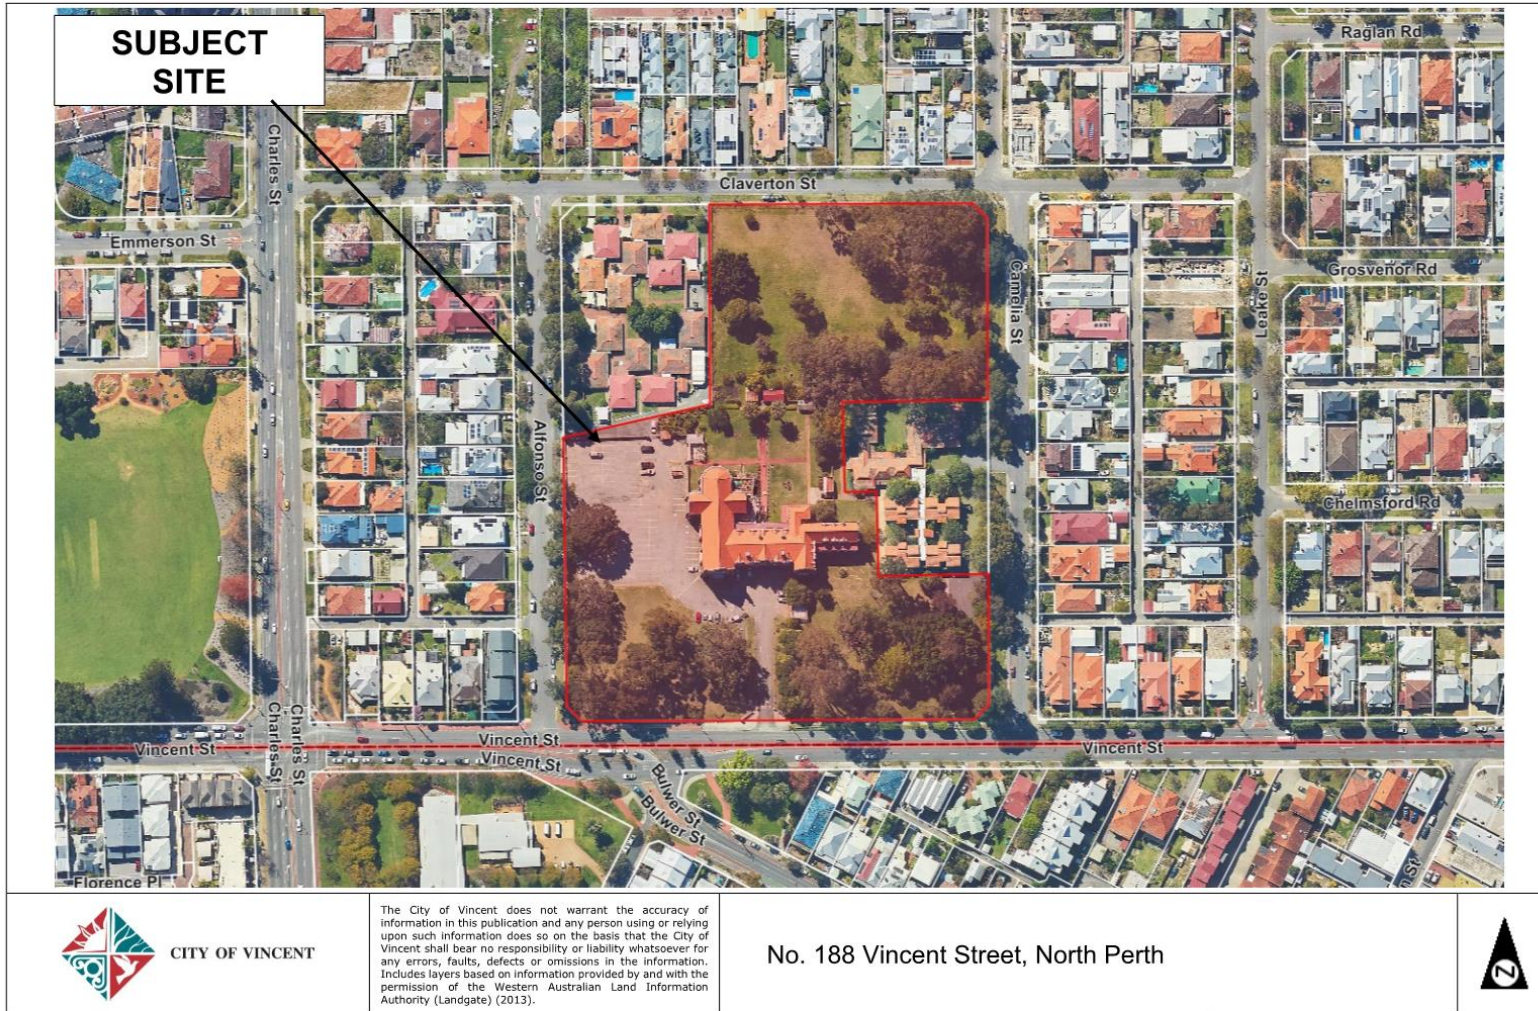 SUBJECT
SITE
Raglan Rd
Charles St
Claverton St
Emmerson St
Camelia St
Leake St
Grosvenor Rd
Alfonso St
Chelmsford Rd
Charles St
Charles St
Vincent St
Vincent St
Vincent St
Vincent St
Bulwer St
Bulwer St
Florence Pl
St
CITY OF VINCENT
The City of Vincent does not warrant the accuracy of
information in this publication and any person using or relying
upon such information does so on the basis that the City of
Vincent shall bear no responsibility or liability whatsoever for
any errors, faults, defects or omissions in the information.
Includes layers based on information provided by and with the
permission of the Western Australian Land Information
Authority (Landgate) (2013).
No. 188 Vincent Street, North Perth
N